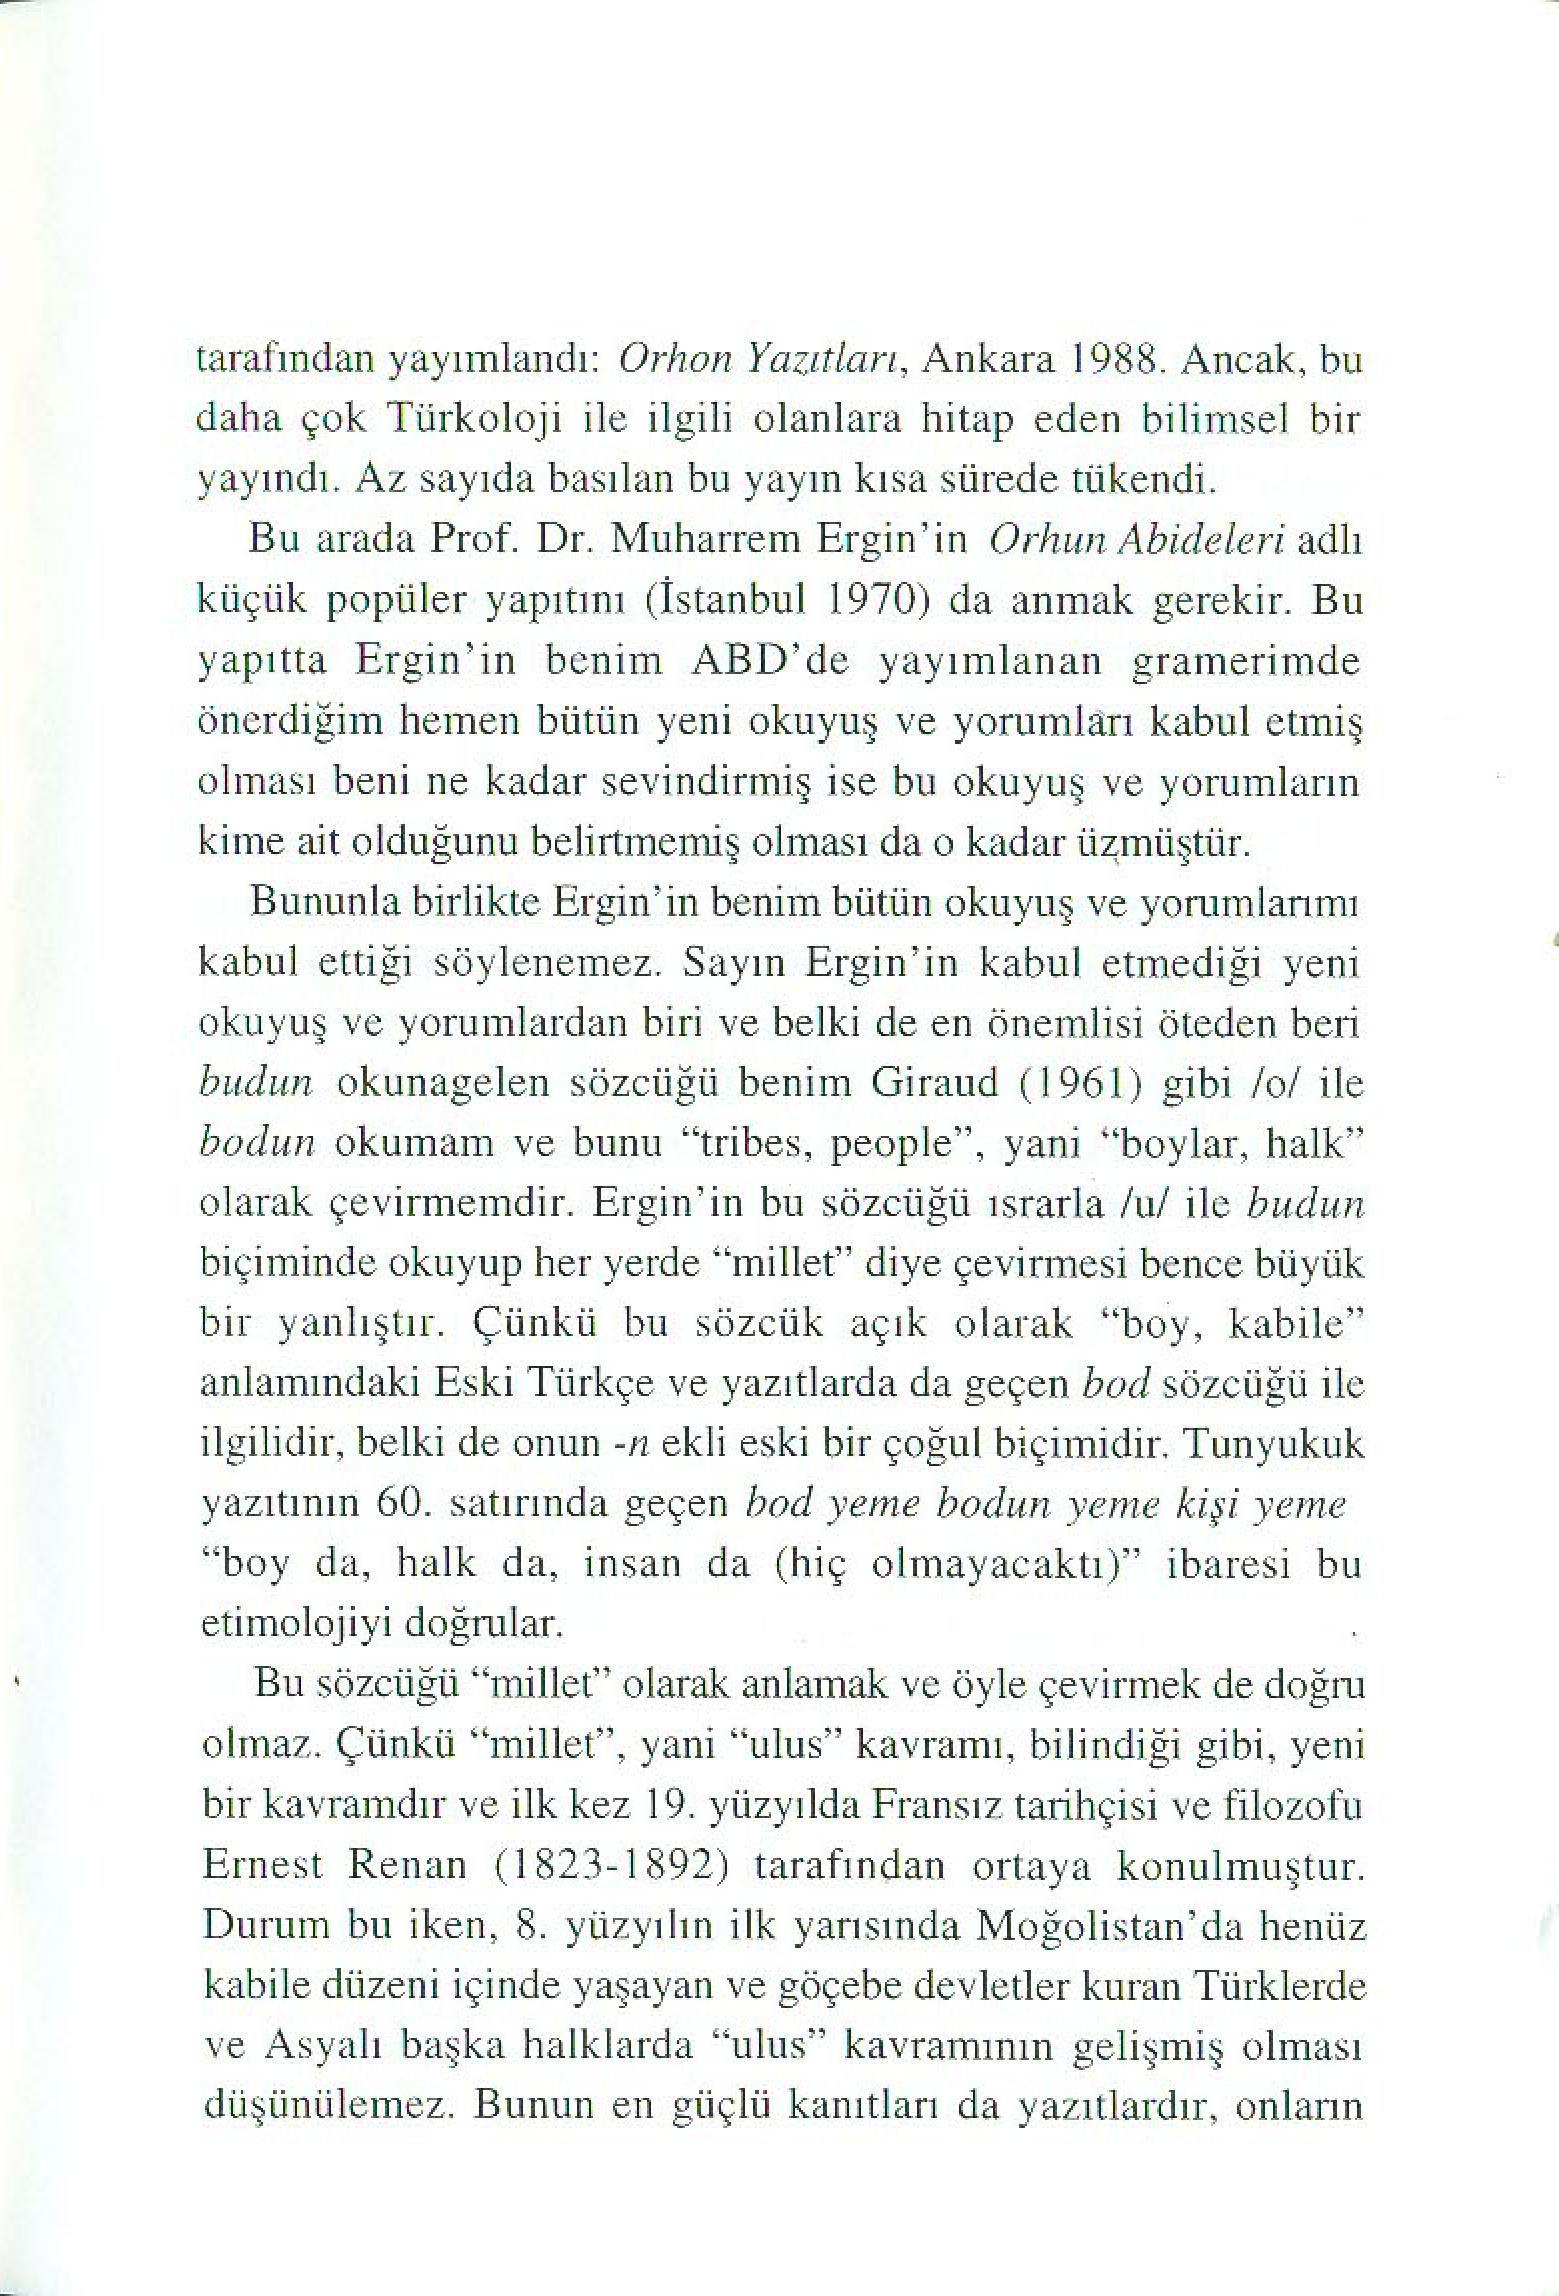 tarafından yayımlandı: Orhon Yazıtları, Ankara 1988. Ancak, bu
daha çok Türkoloji ile ilgili olanlara hitap eden bilimsel bir
yayındı. Az sayıda basılan bu yayın kısa sürede tükendi.
Bu arada Prof. Dr. Muharrem Ergin'in Orhun Abideleri adlı
küçük popüler yapıtını (İstanbul 1970) da anmak gerekir. Bu
yapıtta Ergin'in benim ABD'de yayımlanan gramerimde
önerdiğim hemen bütün yeni okuyuş ve yorumları kabul etmiş
olması beni ne kadar sevindirmiş ise bu okuyuş ve yorumların
kime ait olduğunu belirtmemiş olması da o kadar üzmüştür.
Bununla birlikte Ergin'in benim bütün okuyuş ve yorumlarımı
kabul ettiği söylenemez. Sayın Ergin'in kabul etmediği yeni
okuyuş ve yorumlardan biri ve belki de en önemlisi öteden beri
budun okunagelen sözcüğü benim Giraud (1961) gibi /o/ ile
bodun okumam ve bunu “tribes, people”, yani “boylar, halk”
olarak çevirmemdir. Ergin'in bu sözcüğü ısrarla /u/ ile budun
biçiminde okuyup her yerde “millet” diye çevirmesi bence büyük
bir yanlıştır. Çünkü bu sözcük açık olarak “boy, kabile”
anlamındaki Eski Türkçe ve yazıtlarda da geçen bod sözcüğü ile
ilgilidir, belki de onun -n ekli eski bir çoğul biçimidir. Tunyukuk
yazıtının 60. satırında geçen bod yeme bodun yeme kişi yeme
“boy da, halk da, insan da (hiç olmayacaktı)” ibaresi bu
etimolojiyi doğrular.
Bu sözcüğü “millet” olarak anlamak ve öyle çevirmek de doğru
olmaz. Çünkü “millet”, yani “ulus” kavramı, bilindiği gibi, yeni
bir kavramdır ve ilk kez 19. yüzyılda Fransız tarihçisi ve filozofu
Ernest Renan (1823-1892) tarafından ortaya konulmuştur.
Durum bu iken, 8. yüzyılın ilk yarısında Moğolistan'da henüz
kabile düzeni içinde yaşayan ve göçebe devletler kuran Türklerde
ve Asyalı başka halklarda “ulus” kavramının gelişmiş olması
düşünülemez. Bunun en güçlü kanıtları da yazıtlardır, onların